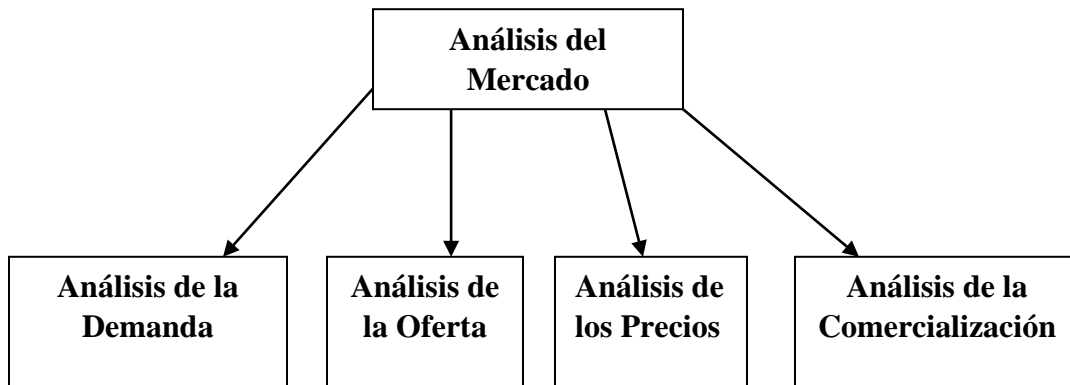 Análisis del
Mercado
Análisis de la
Demanda
Análisis de
la Oferta
Análisis de
los Precios
Análisis de la
Comercialización